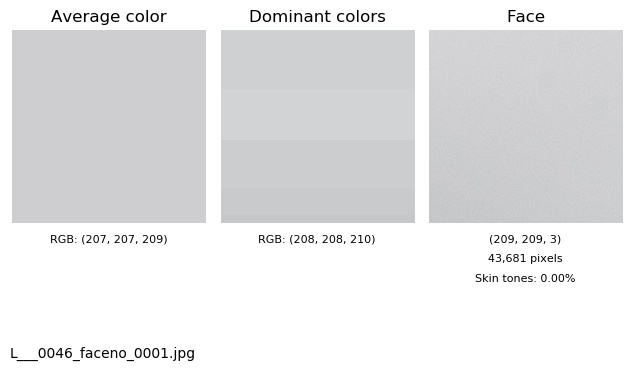 Average color
Dominant colors
Face
RGB: (207, 207, 209)
RGB: (208, 208, 210)
(209, 209, 3)
43,681 pixels
Skin tones: 0.00%
L___0046_faceno_0001.jpg